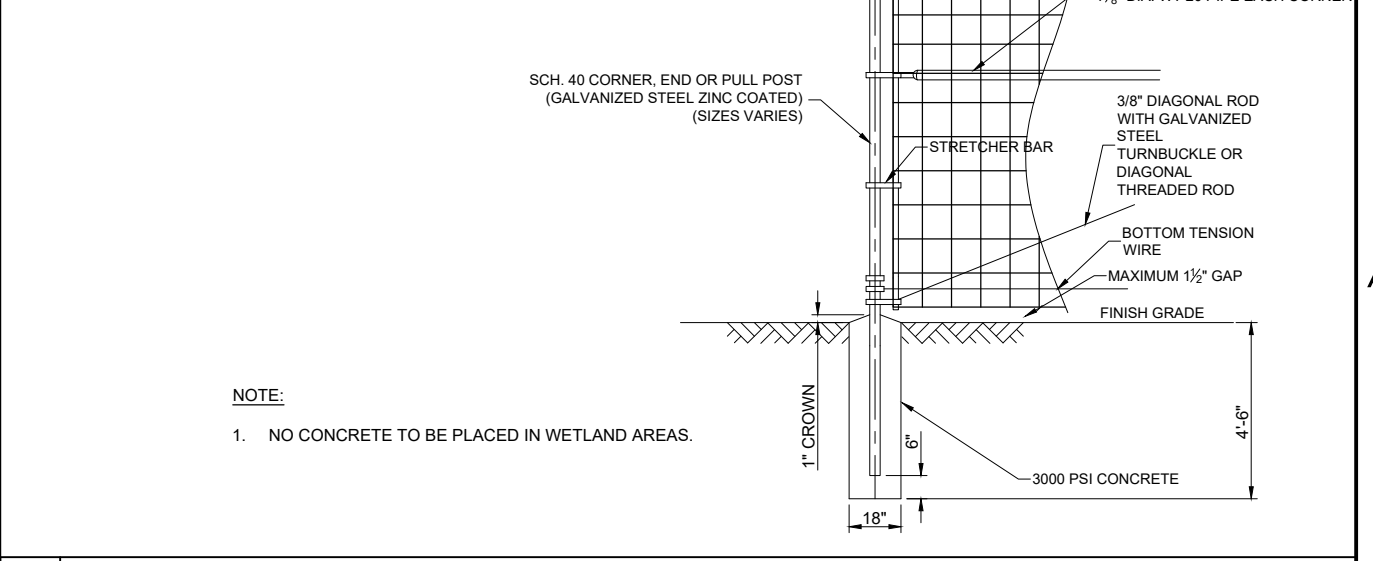 SCH. 40 CORNER, END OR PULL POST
(GALVANIZED STEEL ZINC COATED)
(SIZES VARIES)
3/8" DIAGONAL ROD
WITH GALVANIZED
STEEL
TURNBUCKLE OR
DIAGONAL
THREADED ROD
STRETCHER BAR
BOTTOM TENSION
WIRE
MAXIMUM 1½" GAP
FINISH GRADE
NOTE:
1. NO CONCRETE TO BE PLACED IN WETLAND AREAS.
1" CROWN
6"
4'-6"
3000 PSI CONCRETE
18"